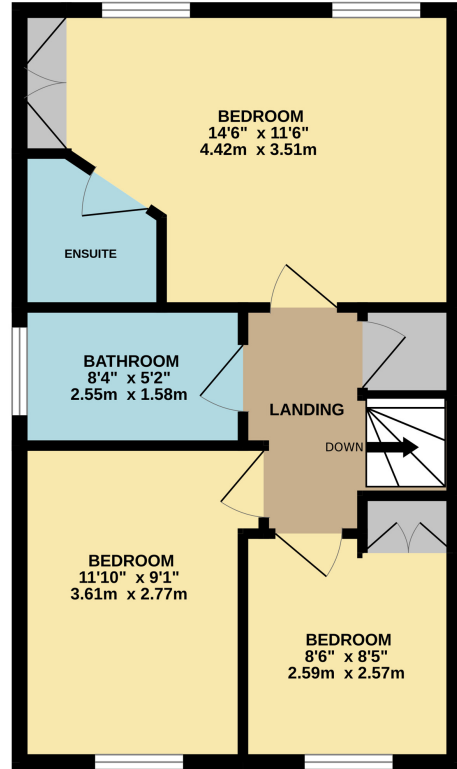 BEDROOM
14'6" x 11'6"
4.42m x 3.51m
ENSUITE
BATHROOM
8'4" x 5'2"
2.55m x 1.58m
LANDING
DOWN
BEDROOM
11'10" x 9'1"
3.61m x 2.77m
BEDROOM
8'6" x 8'5"
2.59m x 2.57m